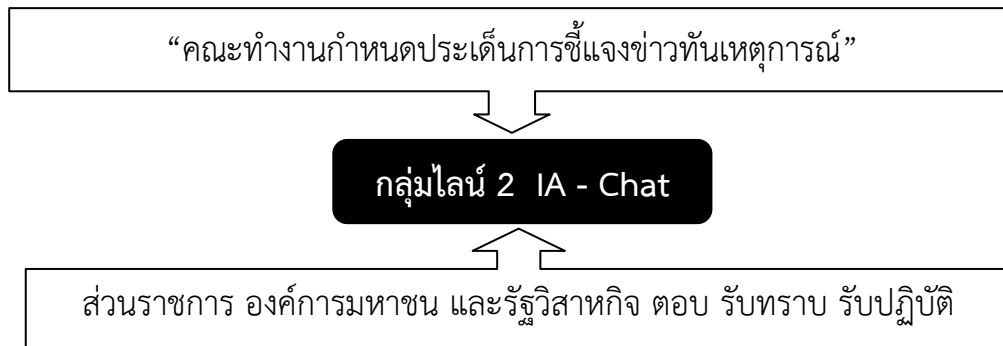 “คณะทำงานกำหนดประเด็นการชี้แจงข่าวทันเหตุการณ์”
กลุ่มไลน์ 2 IA - Chat
ส่วนราชการ องค์การมหาชน และรัฐวิสาหกิจ ตอบ รับทราบ รับปฏิบัติ